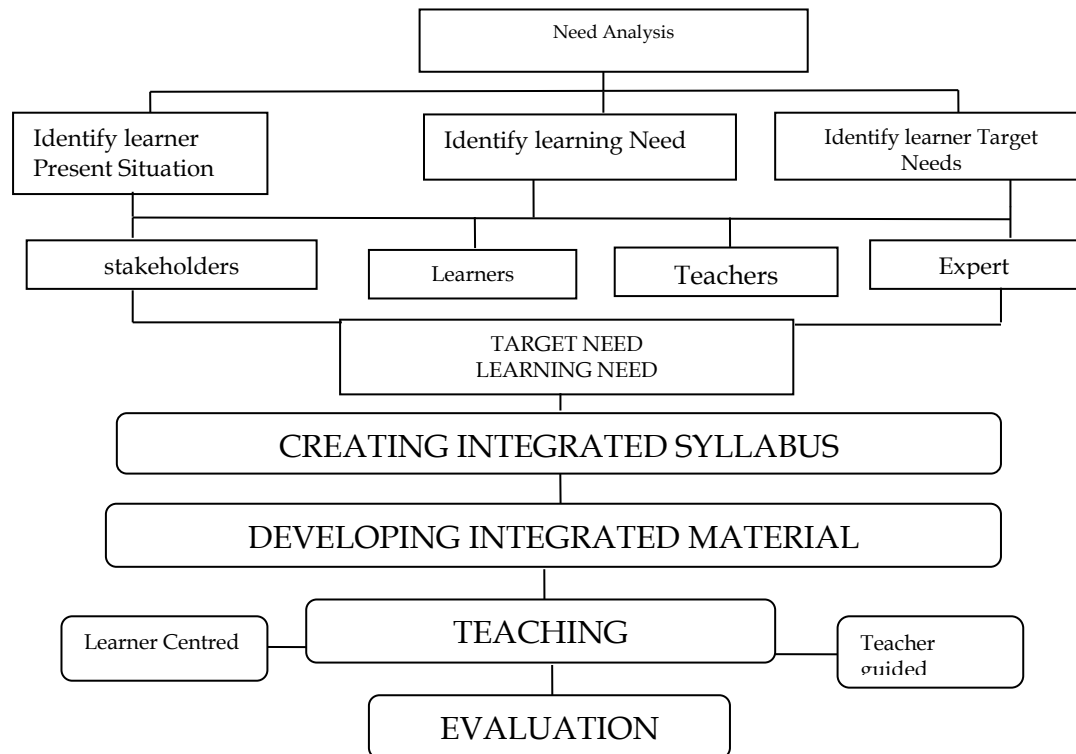 Need Analysis
Identify learner
Present Situation
Identify learning Need
Identify learner Target
Needs
stakeholders
Learners
Teachers
Expert
TARGET NEED
LEARNING NEED
CREATING INTEGRATED SYLLABUS
DEVELOPING INTEGRATED MATERIAL
TEACHING
Learner Centred
Teacher
guided
EVALUATION